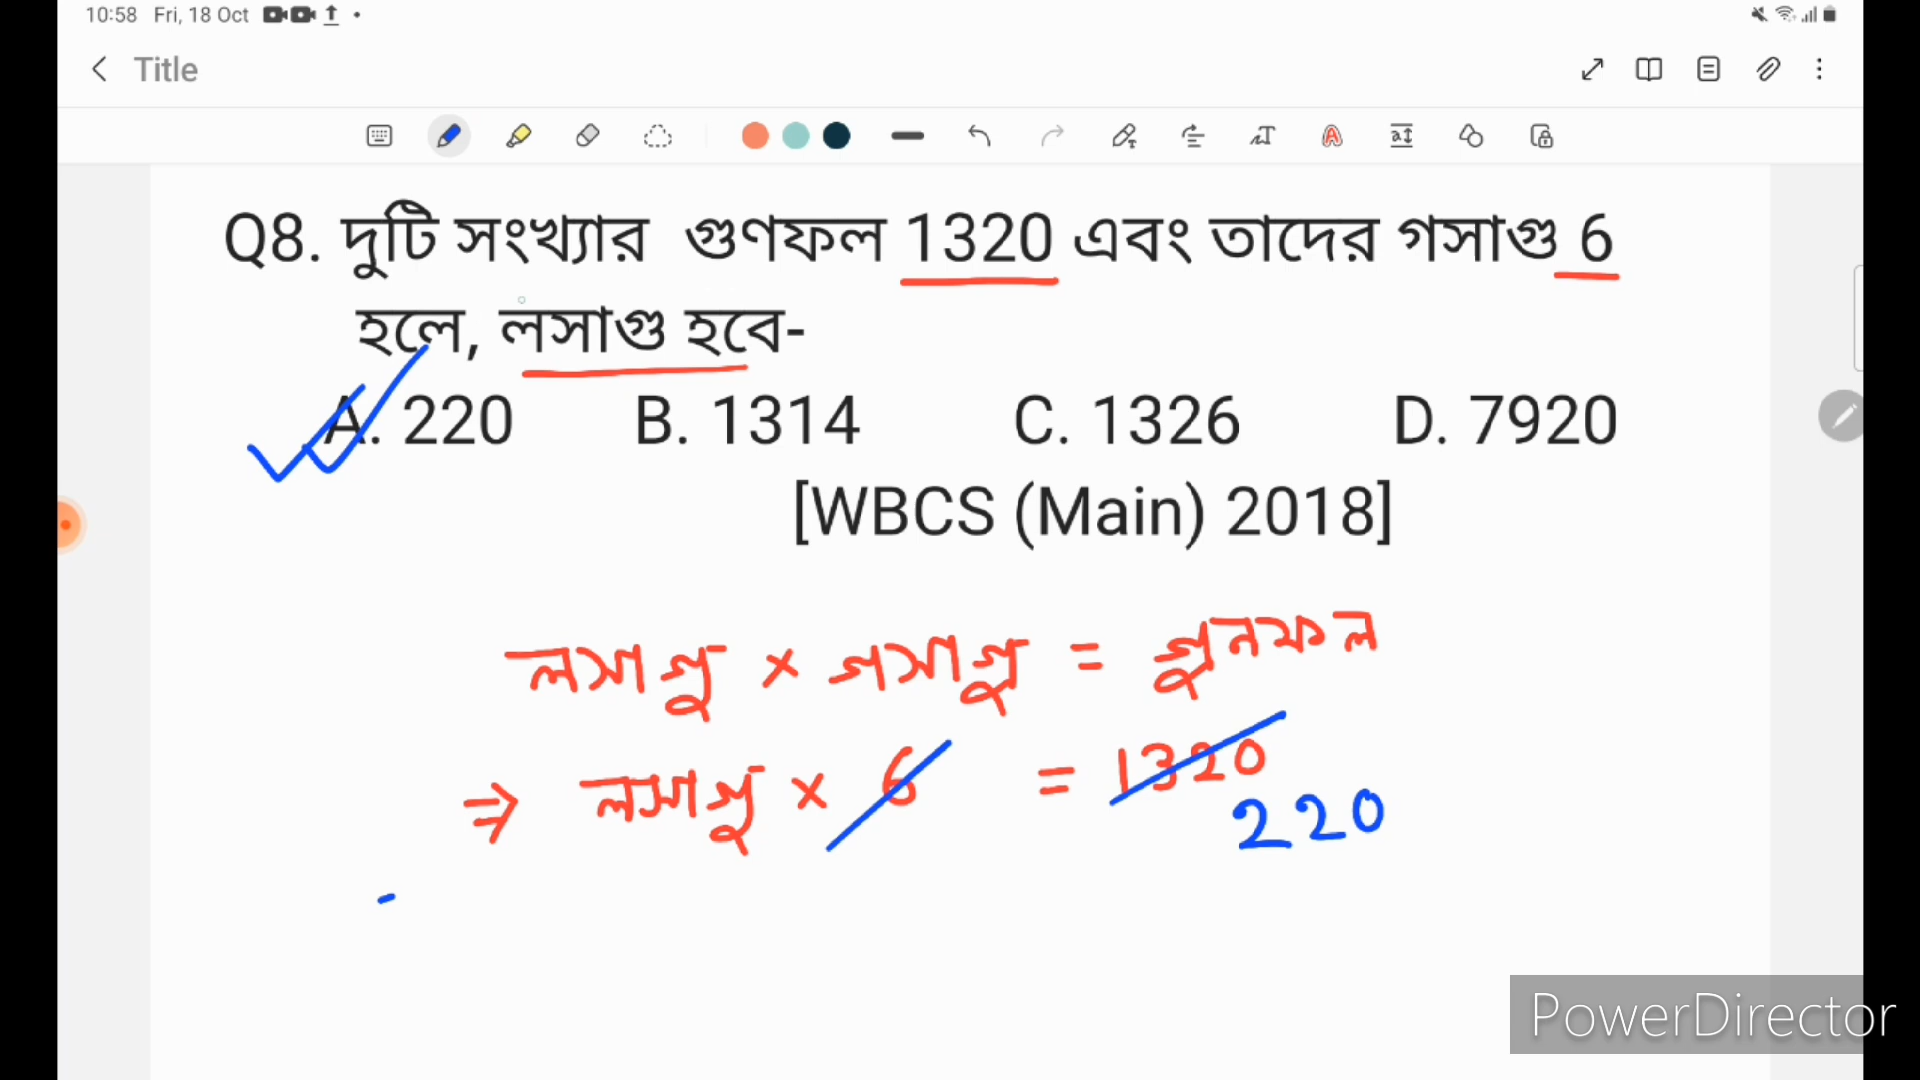 10:58 Fri, 18 Oct
Title
Q8. দুটি সংখ্যার গুণফল 1320 এবং তাদের গসাগু 6
হলে, লসাগু হবে-
A. 220 B. 1314 C. 1326 D. 7920
[WBCS (Main) 2018]
লসাগু × গসাগু = গুনফল
⇒ লসাগু × 6 = 1320
220
PowerDirector